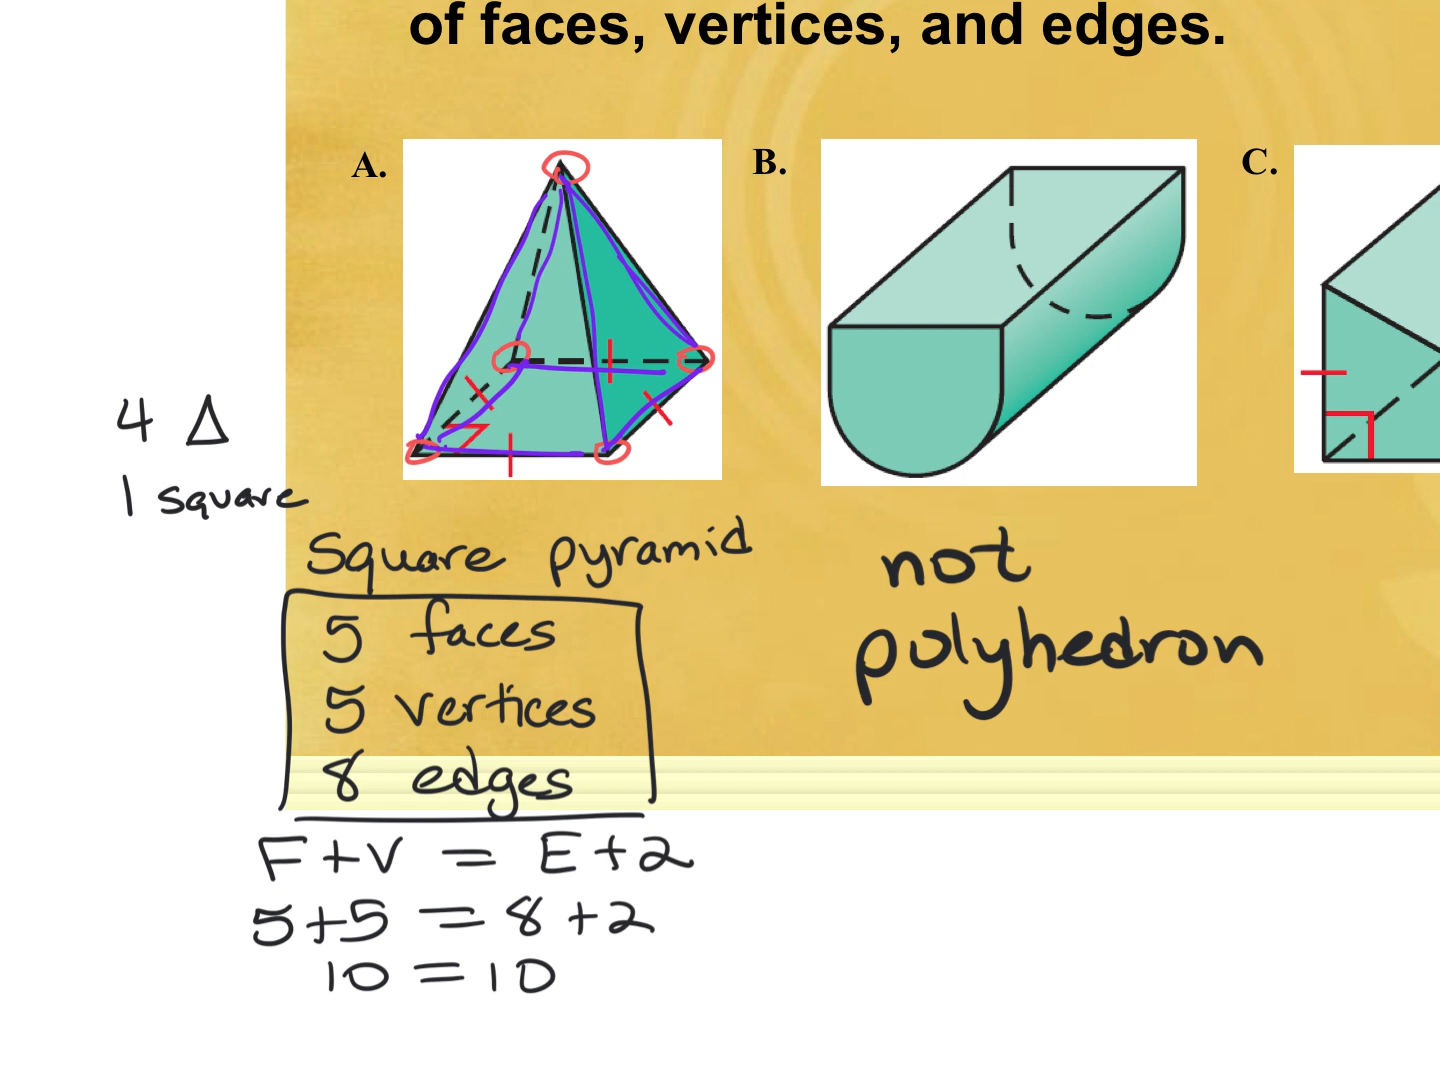 of faces, vertices, and edges.
A.
B.
C.
4 Δ
1 square
Square pyramid
5 faces
5 vertices
8 edges
F+V = E+2
5+5 = 8+2
10 = 10
not
polyhedron